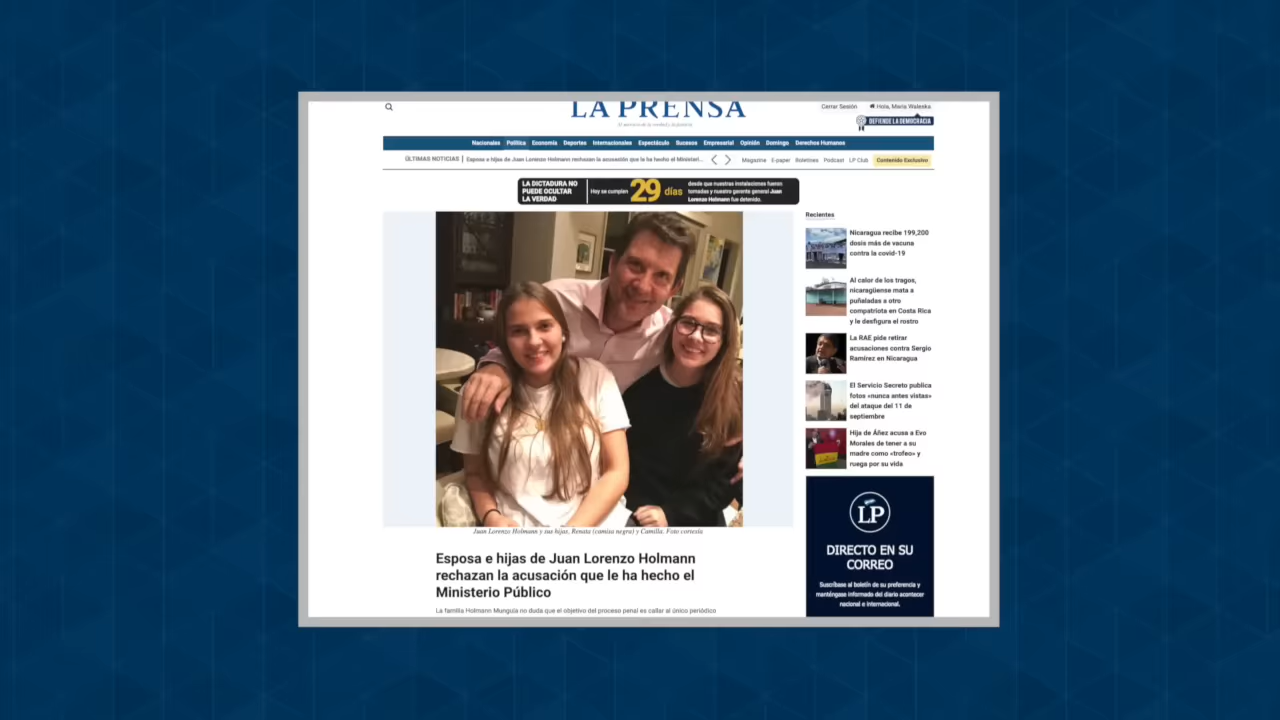 LA PRENSA
Cerrar Sesión
Hola, Maria Waleska
DEFIENDE LA DEMOCRACIA
Nacionales Política Economía Deportes Internacionales Espectáculo Sucesos Empresarial Opinión Domingo Derechos Humanos
ÚLTIMAS NOTICIAS | Esposa e hijas de Juan Lorenzo Holmann rechazan la acusación que le ha hecho el Ministeri...
Magazine E-paper Boletines Podcast LP Club Contenido Exclusivo
LA DICTADURA NO
PUEDE OCULTAR
LA VERDAD
Hoy se cumplen 29 días
desde que nuestras instalaciones fueron
tomadas y nuestro gerente general Juan
Lorenzo Holmann fue detenido.
Juan Lorenzo Holmann y sus hijas, Renata (camisa negra) y Camilla. Foto cortesía
Esposa e hijas de Juan Lorenzo Holmann
rechazan la acusación que le ha hecho el
Ministerio Público
La familia Holmann Munguía no duda que el objetivo del proceso penal es callar al único periódico
Recientes
Nicaragua recibe 199,200
dosis más de vacuna
contra la covid-19
Al calor de los tragos,
nicaragüense mata a
puñaladas a otro
compatriota en Costa Rica
y le desfigura el rostro
La RAE pide retirar
acusaciones contra Sergio
Ramírez en Nicaragua
El Servicio Secreto publica
fotos «nunca antes vistas»
del ataque del 11 de
septiembre
Hija de Áñez acusa a Evo
Morales de tener a su
madre como «trofeo» y
ruega por su vida
LP
DIRECTO EN SU
CORREO
Suscríbase al boletín de su preferencia y
manténgase informado del diario acontecer
nacional e internacional.